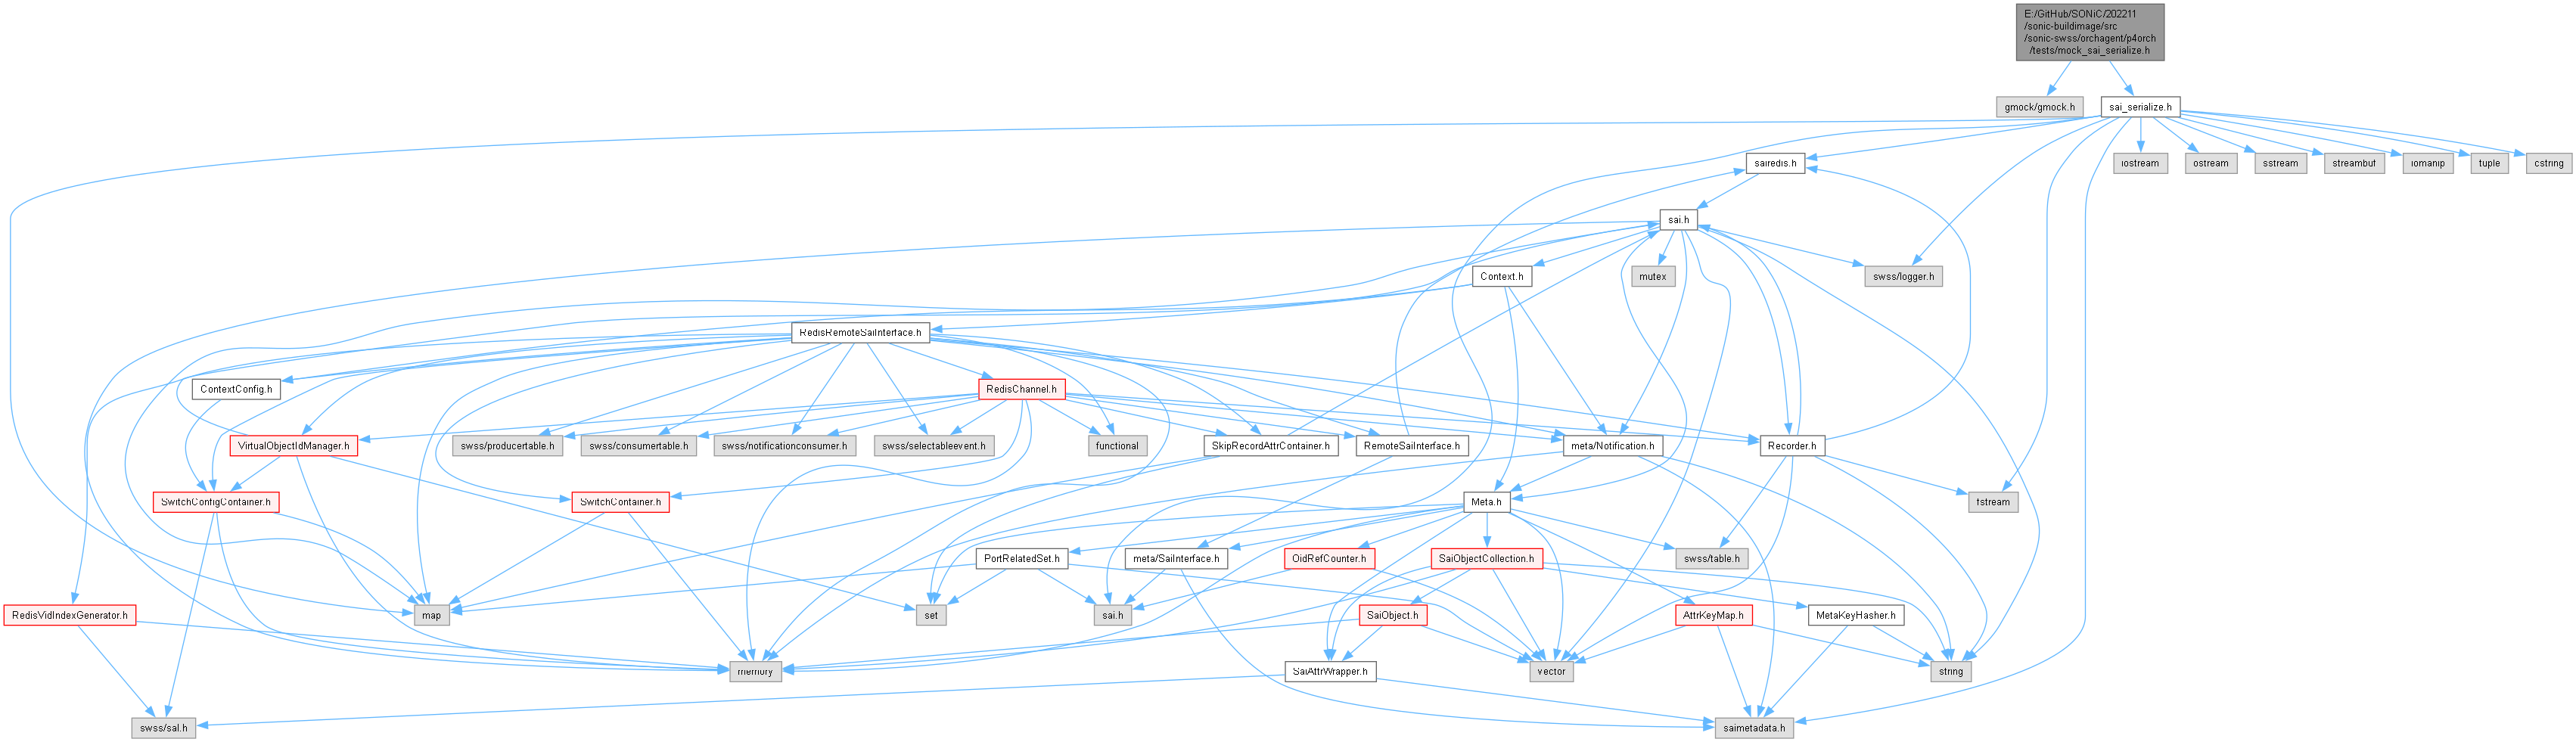 E:/GitHub/SONiC/202211
/sonic-buildimage/src
/sonic-swss/orchagent/p4orch
/tests/mock_sai_serialize.h
gmock/gmock.h
sai_serialize.h
sairedis.h
iostream
ostream
sstream
streambuf
iomanip
tuple
cstring
sai.h
Context.h
mutex
swss/logger.h
RedisRemoteSaiInterface.h
ContextConfig.h
RedisChannel.h
VirtualObjectIdManager.h
swss/producertable.h
swss/consumertable.h
swss/notificationconsumer.h
swss/selectableevent.h
functional
SkipRecordAttrContainer.h
RemoteSaiInterface.h
meta/Notification.h
Recorder.h
SwitchConfigContainer.h
SwitchContainer.h
Meta.h
fstream
PortRelatedSet.h
meta/SaiInterface.h
OidRefCounter.h
SaiObjectCollection.h
swss/table.h
RedisVidIndexGenerator.h
map
set
sai.h
SaiObject.h
AttrKeyMap.h
MetaKeyHasher.h
memory
SaiAttrWrapper.h
vector
string
swss/sal.h
saimetadata.h